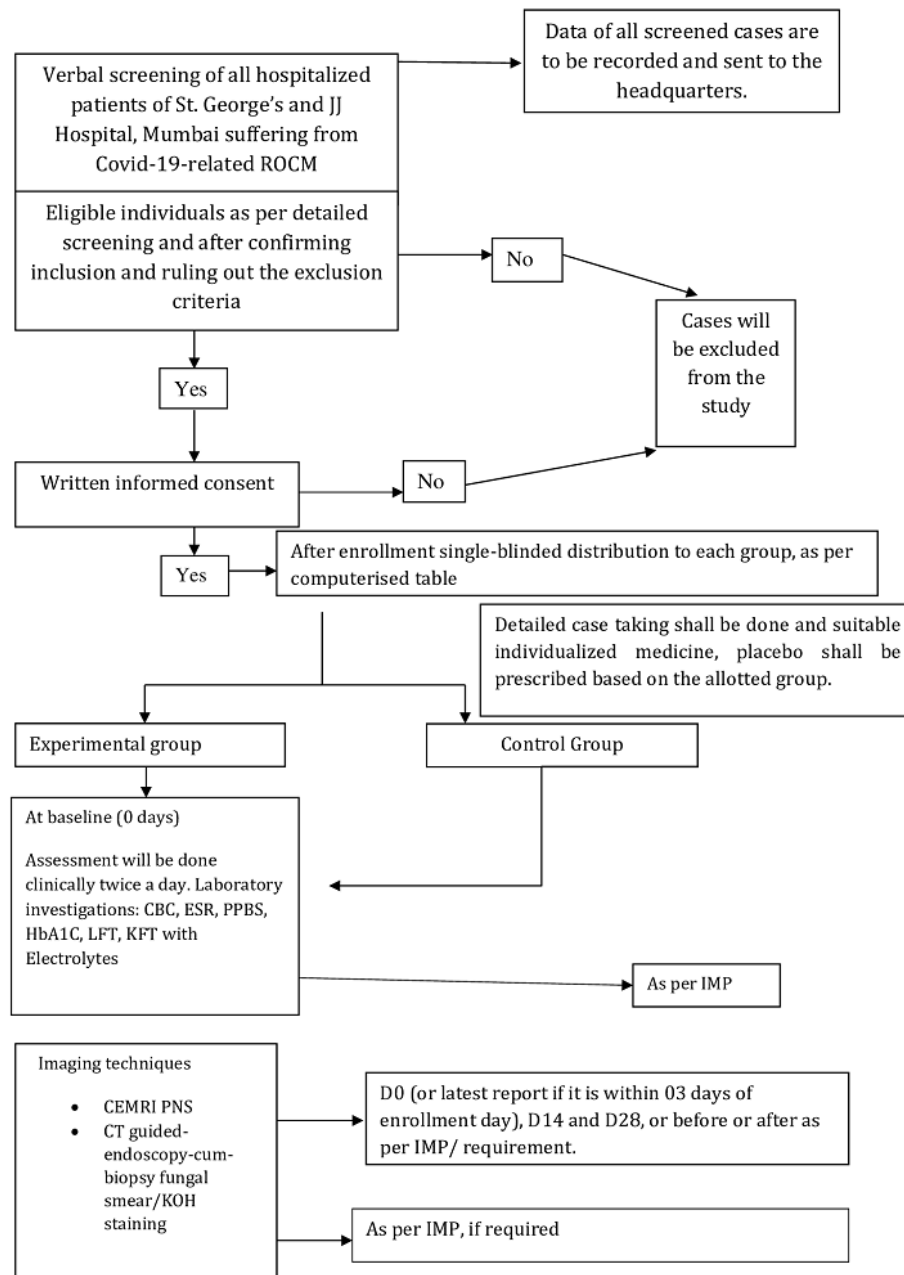 Data of all screened cases are
to be recorded and sent to the
headquarters.
Verbal screening of all hospitalized
patients of St. George’s and JJ
Hospital, Mumbai suffering from
Covid-19-related ROCM
Eligible individuals as per detailed
screening and after confirming
inclusion and ruling out the exclusion
criteria
No
Cases will
be excluded
from the
study
Yes
Written informed consent
No
Yes
After enrollment single-blinded distribution to each group, as per
computerised table
Detailed case taking shall be done and suitable
individualized medicine, placebo shall be
prescribed based on the allotted group.
Experimental group
Control Group
At baseline (0 days)
Assessment will be done
clinically twice a day. Laboratory
investigations: CBC, ESR, PPBS,
HbA1C, LFT, KFT with
Electrolytes
As per IMP
Imaging techniques
• CEMRI PNS
• CT guided-
endoscopy-cum-
biopsy fungal
smear/KOH
staining
D0 (or latest report if it is within 03 days of
enrollment day), D14 and D28, or before or after as
per IMP/ requirement.
As per IMP, if required